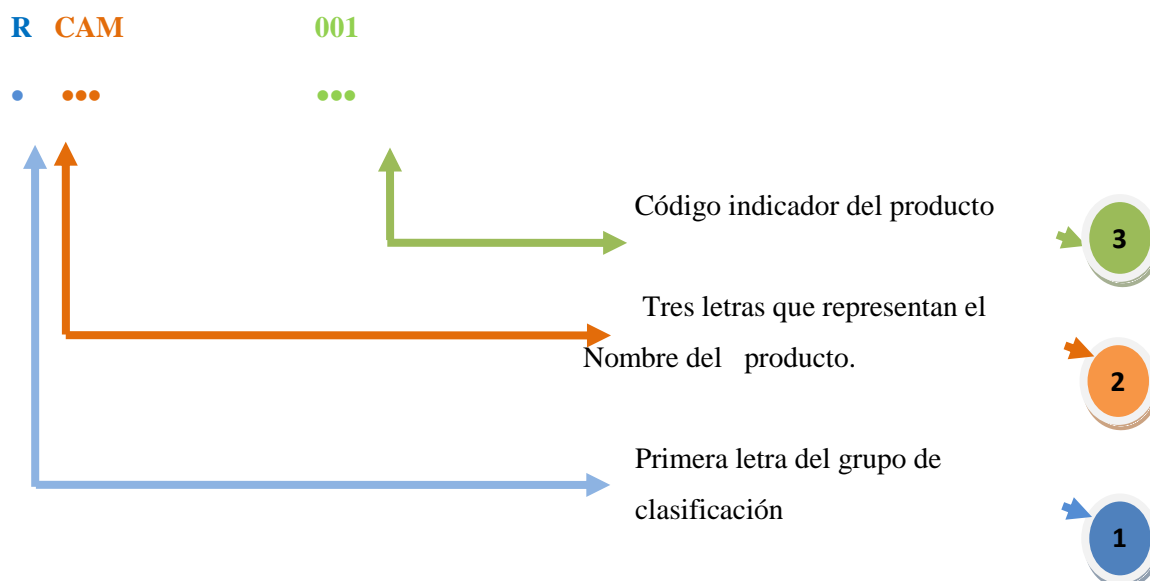 R CAM 001
Código indicador del producto
3
Tres letras que representan el
Nombre del producto.
2
Primera letra del grupo de
clasificación
1